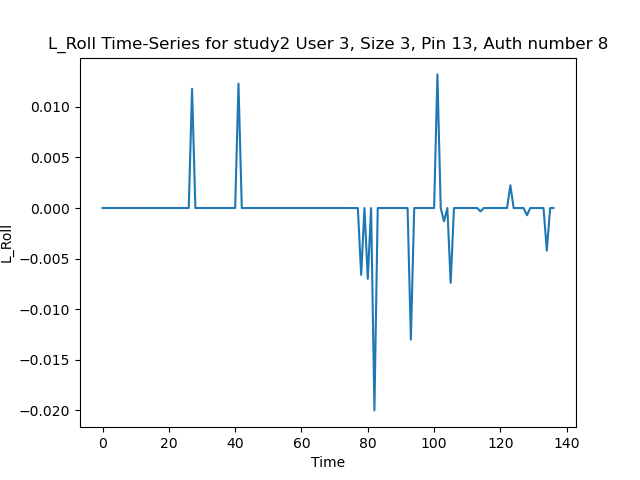 L_Roll Time-Series for study2 User 3, Size 3, Pin 13, Auth number 8
0.010
0.005
0.000
−0.005
−0.010
−0.015
−0.020
L_Roll
0 20 40 60 80 100 120 140
Time